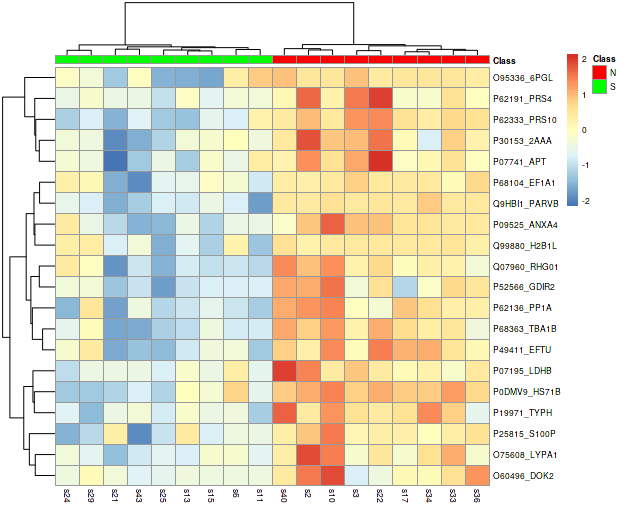 Class
O95336_6PGL
P62191_PRS4
P62333_PRS10
P30153_2AAA
P07741_APT
P68104_EF1A1
Q9HBI1_PARVB
P09525_ANXA4
Q99880_H2B1L
Q07960_RHG01
P52566_GDIR2
P62136_PP1A
P68363_TBA1B
P49411_EFTU
P07195_LDHB
P0DMV9_HS71B
P19971_TYPH
P25815_S100P
O75608_LYPA1
O60496_DOK2
s24 s29 s21 s43 s25 s13 s15 s6 s11 s40 s2 s10 s3 s22 s17 s34 s33 s36
2
1
0
-1
-2
Class
N
S